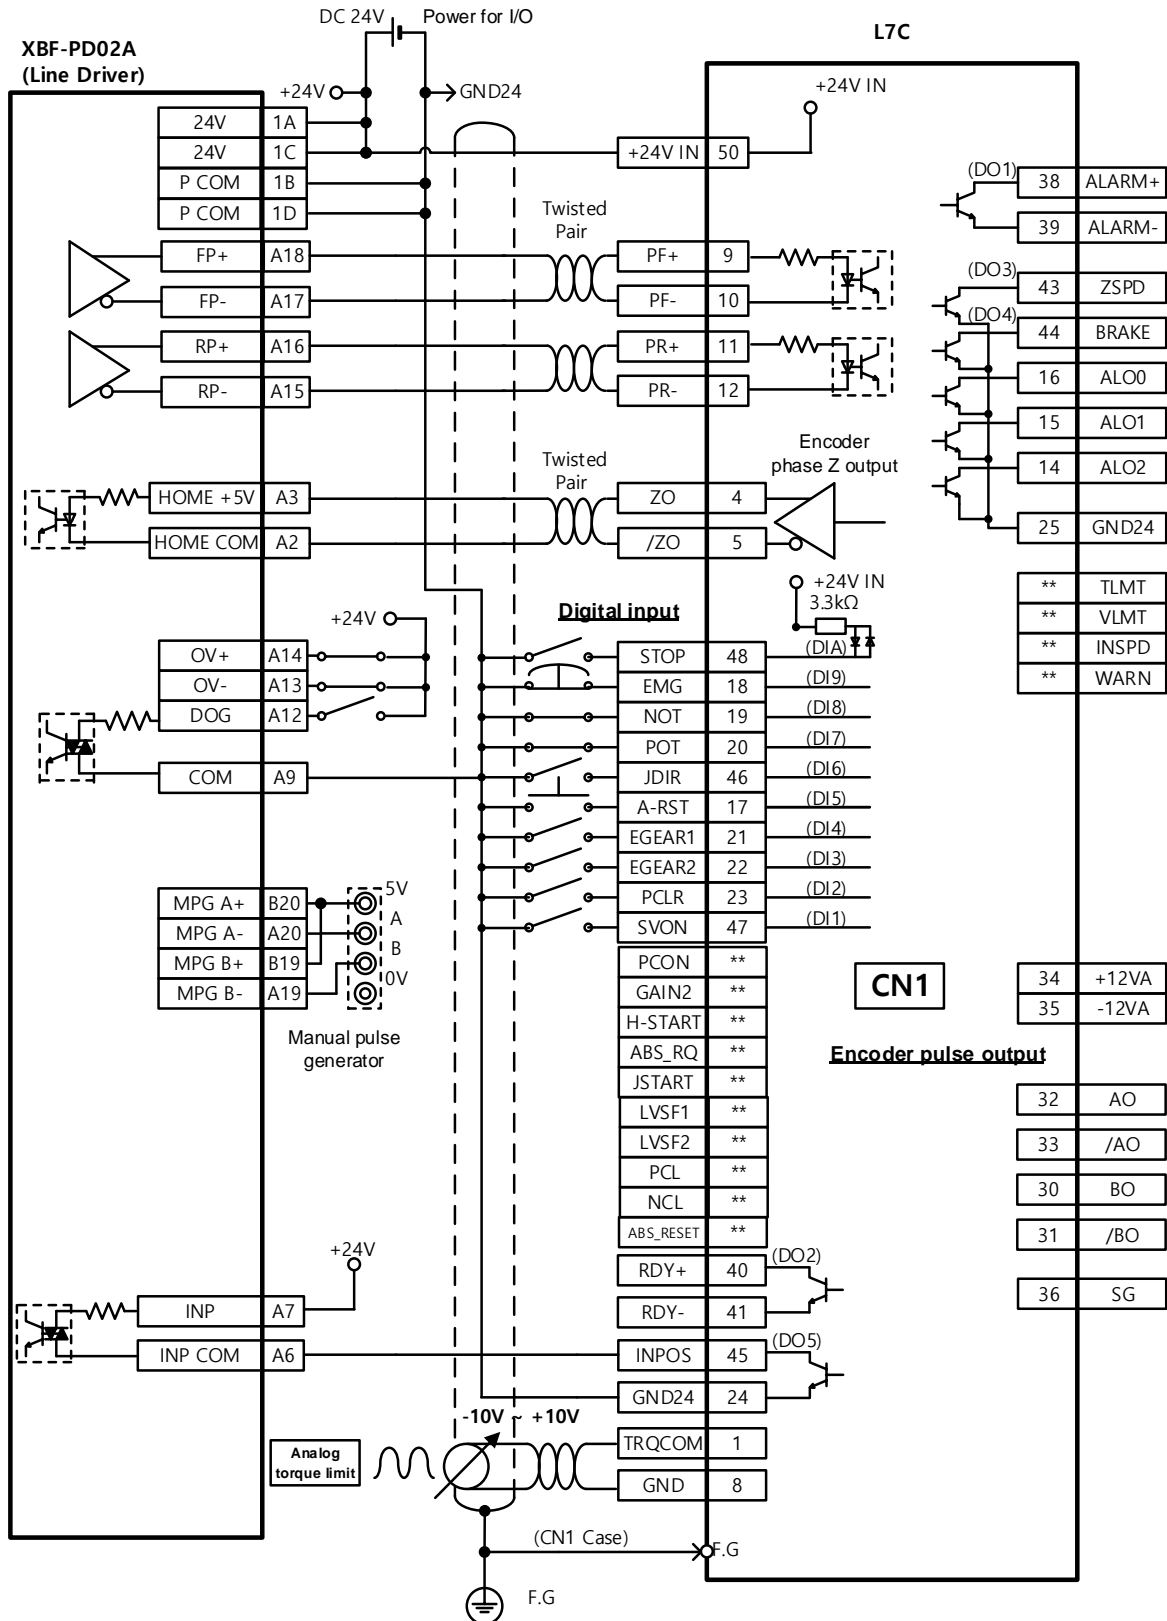 DC 24V
Power for I/O
XBF-PD02A
(Line Driver)
L7C
+24V
GND24
+24V IN
24V 1A
24V 1C
P COM 1B
P COM 1D
+24V IN 50
(DO1)
38 ALARM+
39 ALARM-
Twisted
Pair
FP+ A18
FP- A17
RP+ A16
RP- A15
PF+ 9
PF- 10
PR+ 11
PR- 12
(DO3)
43 ZSPD
(DO4)
44 BRAKE
16 ALO0
15 ALO1
14 ALO2
25 GND24
Encoder
phase Z output
Twisted
Pair
HOME +5V A3
HOME COM A2
ZO 4
/ZO 5
** TLMT
** VLMT
** INSPD
** WARN
+24V IN
3.3kΩ
Digital input
+24V
OV+ A14
OV- A13
DOG A12
COM A9
STOP 48 (DIA)
EMG 18 (DI9)
NOT 19 (DI8)
POT 20 (DI7)
JDIR 46 (DI6)
A-RST 17 (DI5)
EGEAR1 21 (DI4)
EGEAR2 22 (DI3)
PCLR 23 (DI2)
SVON 47 (DI1)
MPG A+ B20
MPG A- A20
MPG B+ B19
MPG B- A19
5V
A
B
0V
Manual pulse
generator
PCON **
GAIN2 **
H-START **
ABS_RQ **
JSTART **
LVSF1 **
LVSF2 **
PCL **
NCL **
ABS_RESET **
CN1
34 +12VA
35 -12VA
Encoder pulse output
32 AO
33 /AO
30 BO
31 /BO
36 SG
+24V
INP A7
INP COM A6
RDY+ 40 (DO2)
RDY- 41
INPOS 45 (DO5)
GND24 24
-10V ~ +10V
Analog
torque limit
TRQCOM 1
GND 8
(CN1 Case)
F.G
F.G